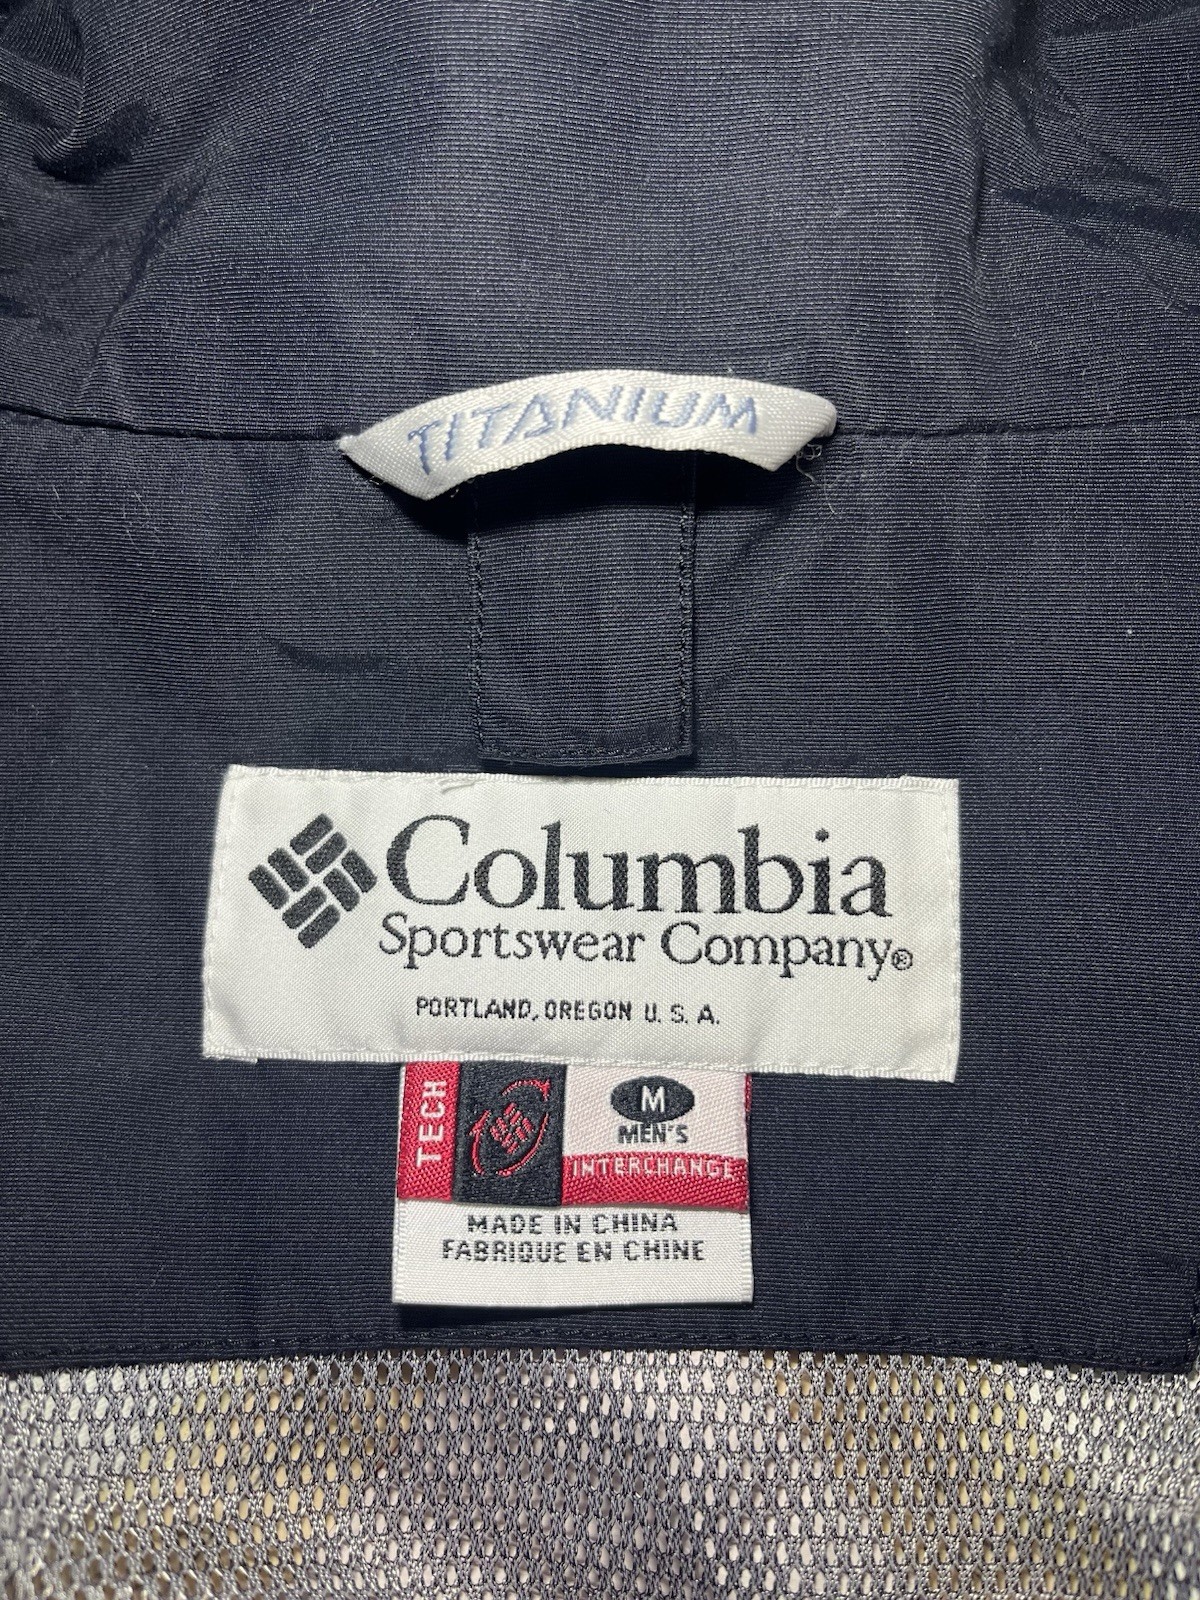 TITANIUM
Columbia
Sportswear Company®
PORTLAND, OREGON U. S. A.
TECH
M
MEN'S
INTERCHANGE
MADE IN CHINA
FABRIQUE EN CHINE